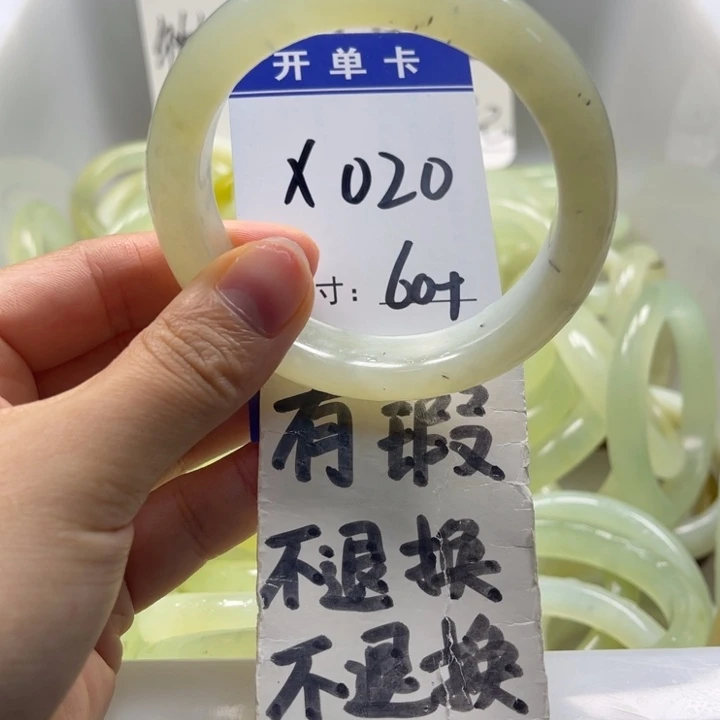 开单卡
X020
寸：60+
有瑕
不退换
不退换